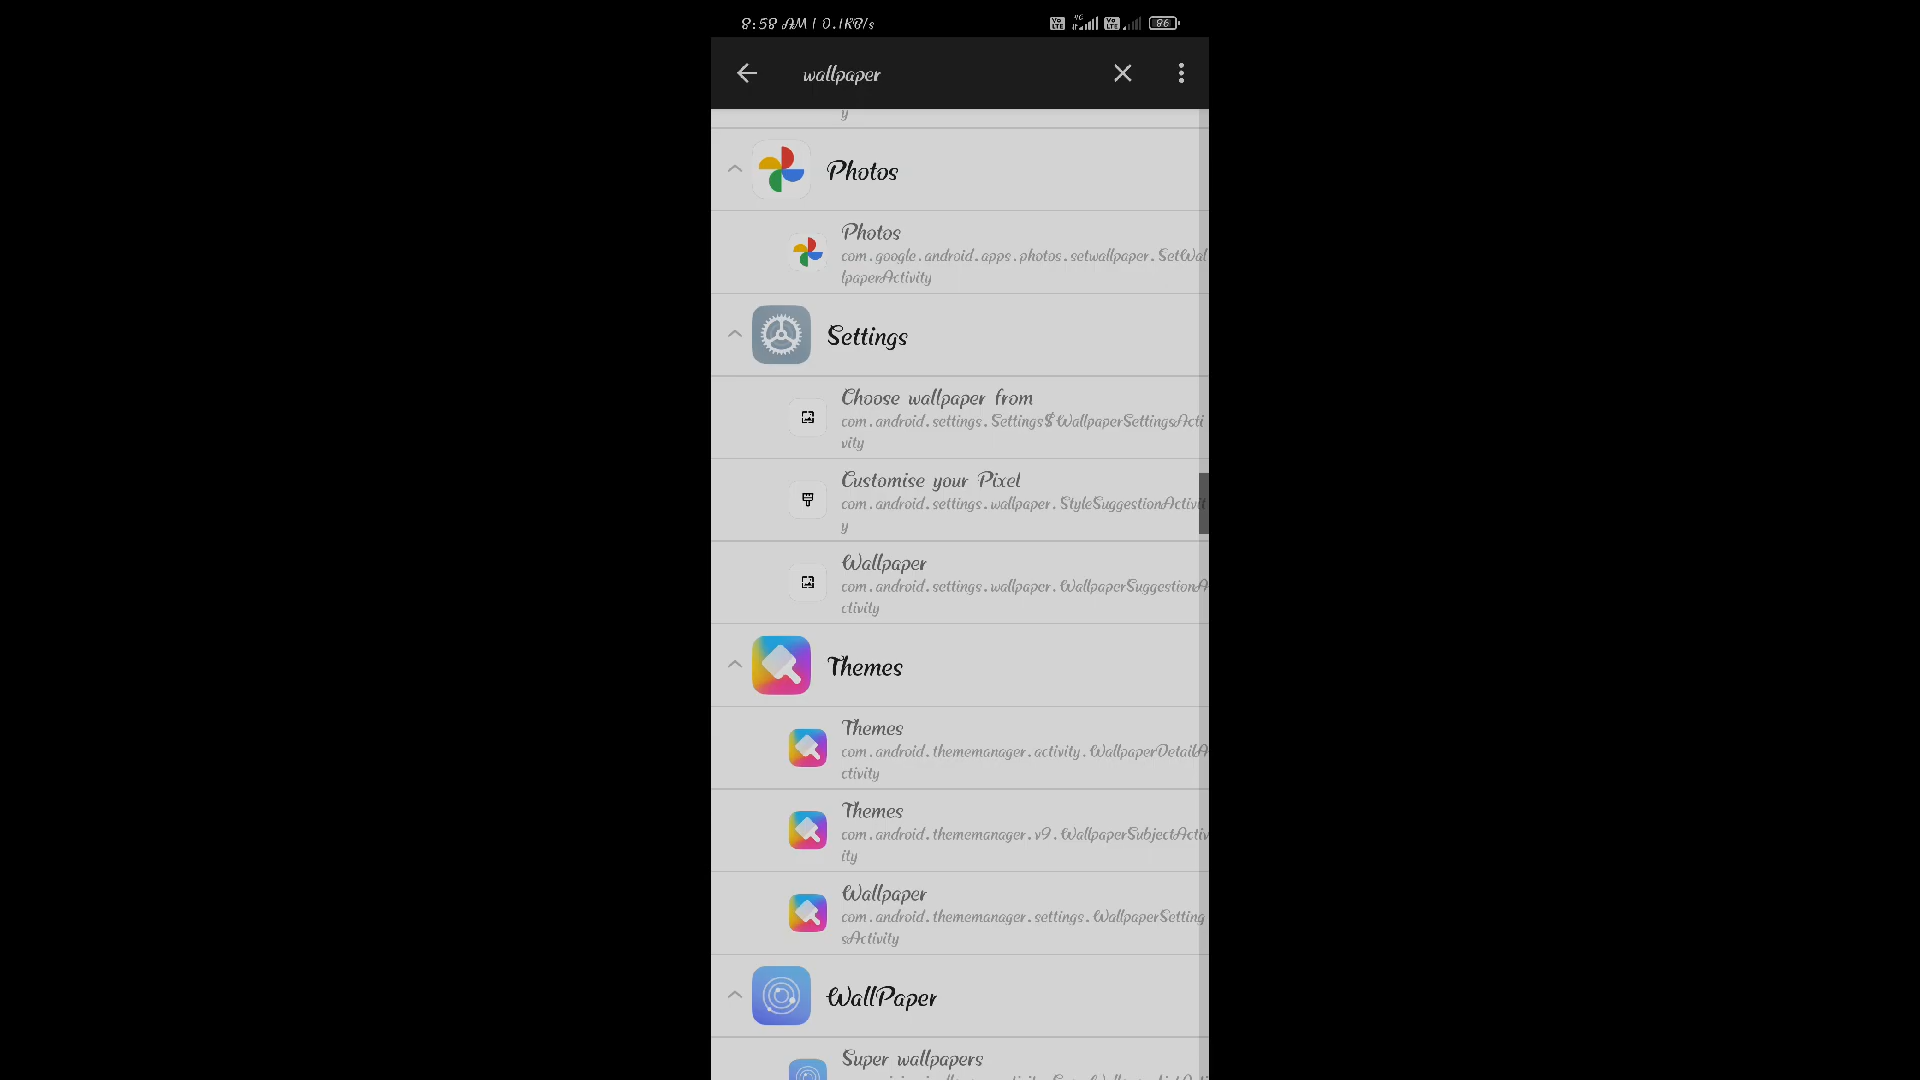 8:58 AM | 0.1KB/s
86
wallpaper
y
Photos
Photos
com.google.android.apps.photos.setwallpaper.SetWal
lpaperActivity
Settings
Choose wallpaper from
com.android.settings.Settings$WallpaperSettingsActi
vity
Customise your Pixel
com.android.settings.wallpaper.StyleSuggestionActivit
y
Wallpaper
com.android.settings.wallpaper.WallpaperSuggestionA
ctivity
Themes
Themes
com.android.thememanager.activity.WallpaperDetailA
ctivity
Themes
com.android.thememanager.v9.WallpaperSubjectActiv
ity
Wallpaper
com.android.thememanager.settings.WallpaperSetting
sActivity
WallPaper
Super wallpapers